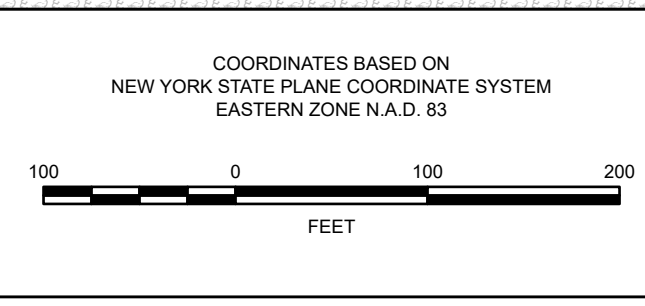 COORDINATES BASED ON
NEW YORK STATE PLANE COORDINATE SYSTEM
EASTERN ZONE N.A.D. 83
100 0 100 200
FEET